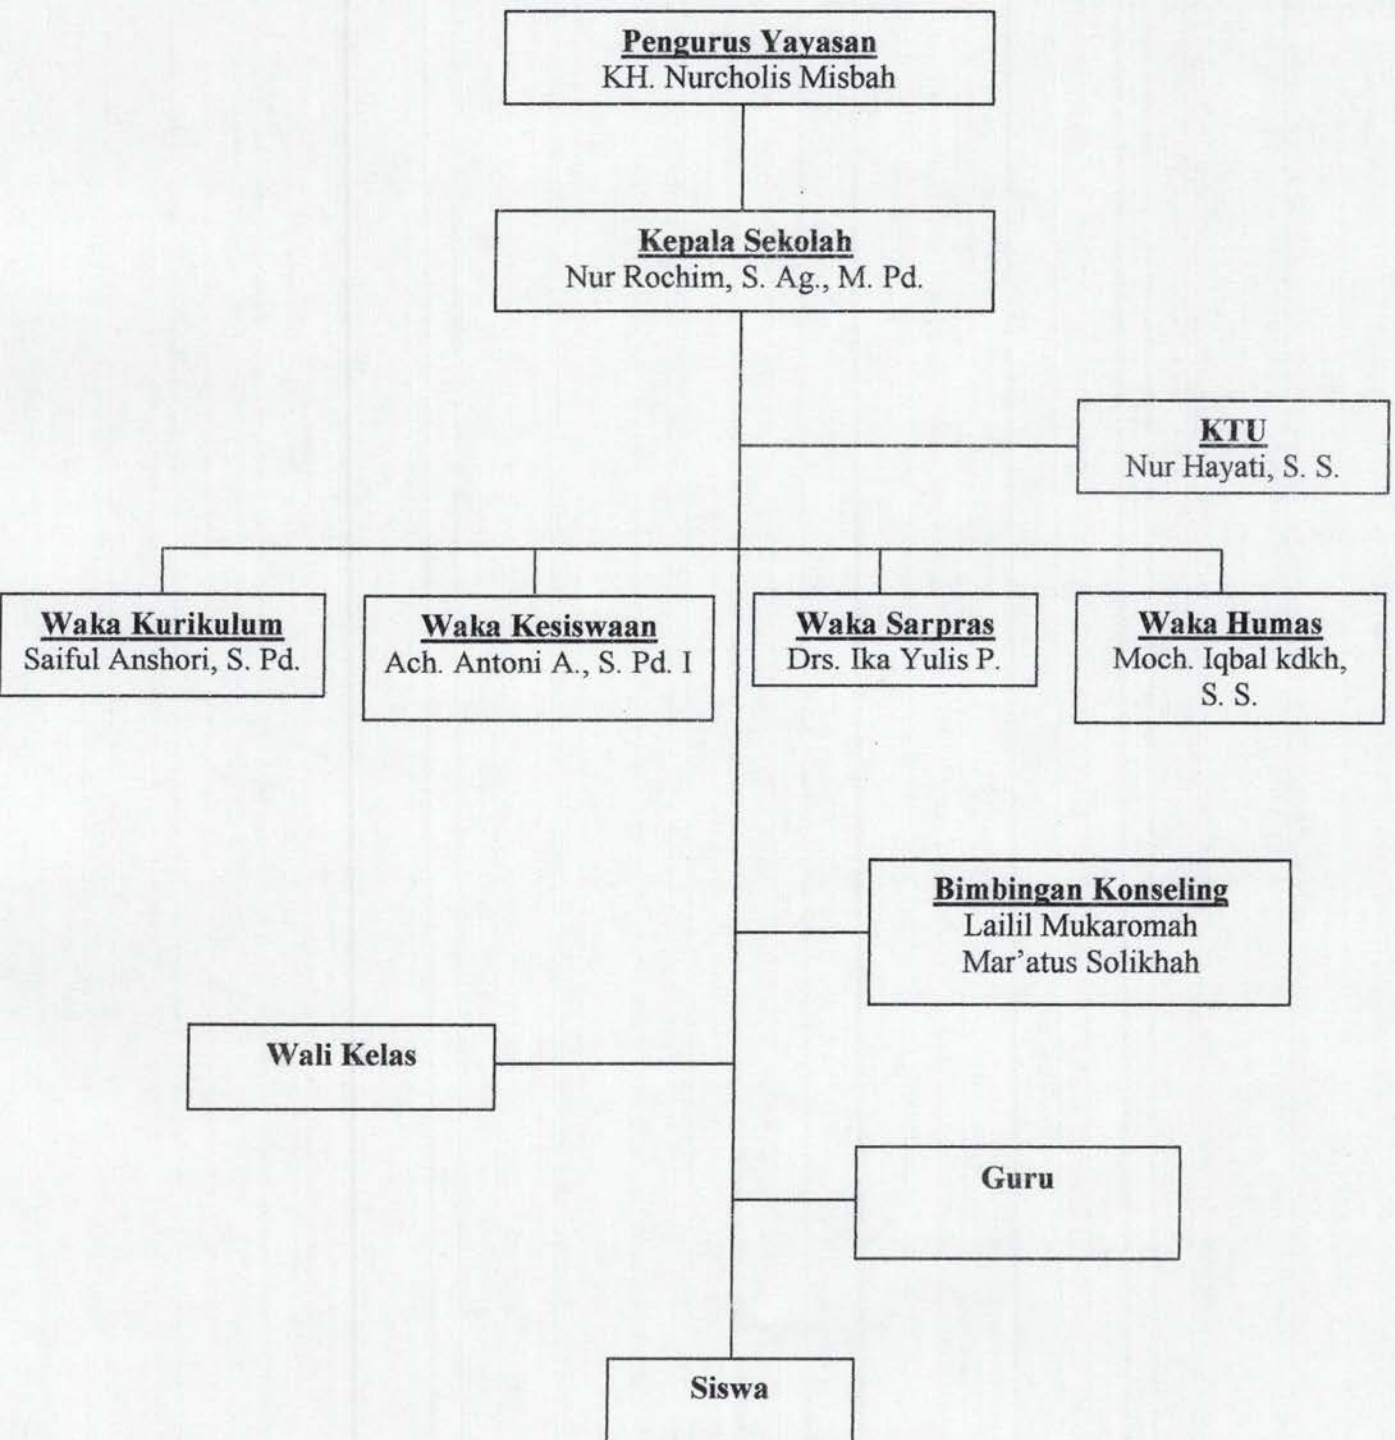 Pengurus Yayasan
KH. Nurcholis Misbah
Kepala Sekolah
Nur Rochim, S. Ag., M. Pd.
KTU
Nur Hayati, S. S.
Waka Kurikulum
Saiful Anshori, S. Pd.
Waka Kesiswaan
Ach. Antoni A., S. Pd. I
Waka Sarpras
Drs. Ika Yulis P.
Waka Humas
Moch. Iqbal kdkh,
S. S.
Bimbingan Konseling
Lailil Mukaromah
Mar'atus Solikhah
Wali Kelas
Guru
Siswa